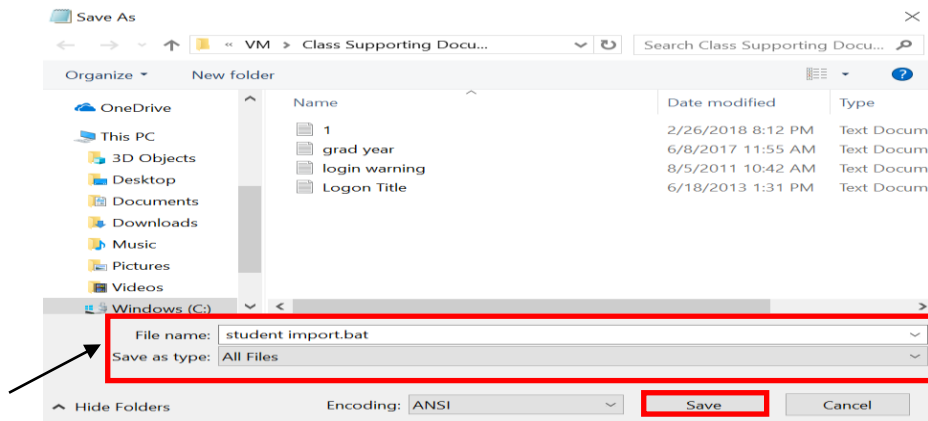 Save As
« VM > Class Supporting Docu...
Search Class Supporting Docu...
Organize
New folder
?
OneDrive
This PC
3D Objects
Desktop
Documents
Downloads
Music
Pictures
Videos
Windows (C:)
Name Date modified Type
1 2/26/2018 8:12 PM Text Docum
grad year 6/8/2017 11:55 AM Text Docum
login warning 8/5/2011 10:42 AM Text Docum
Logon Title 6/18/2013 1:31 PM Text Docum
File name: student import.bat
Save as type: All Files
Hide Folders
Encoding: ANSI
Save
Cancel